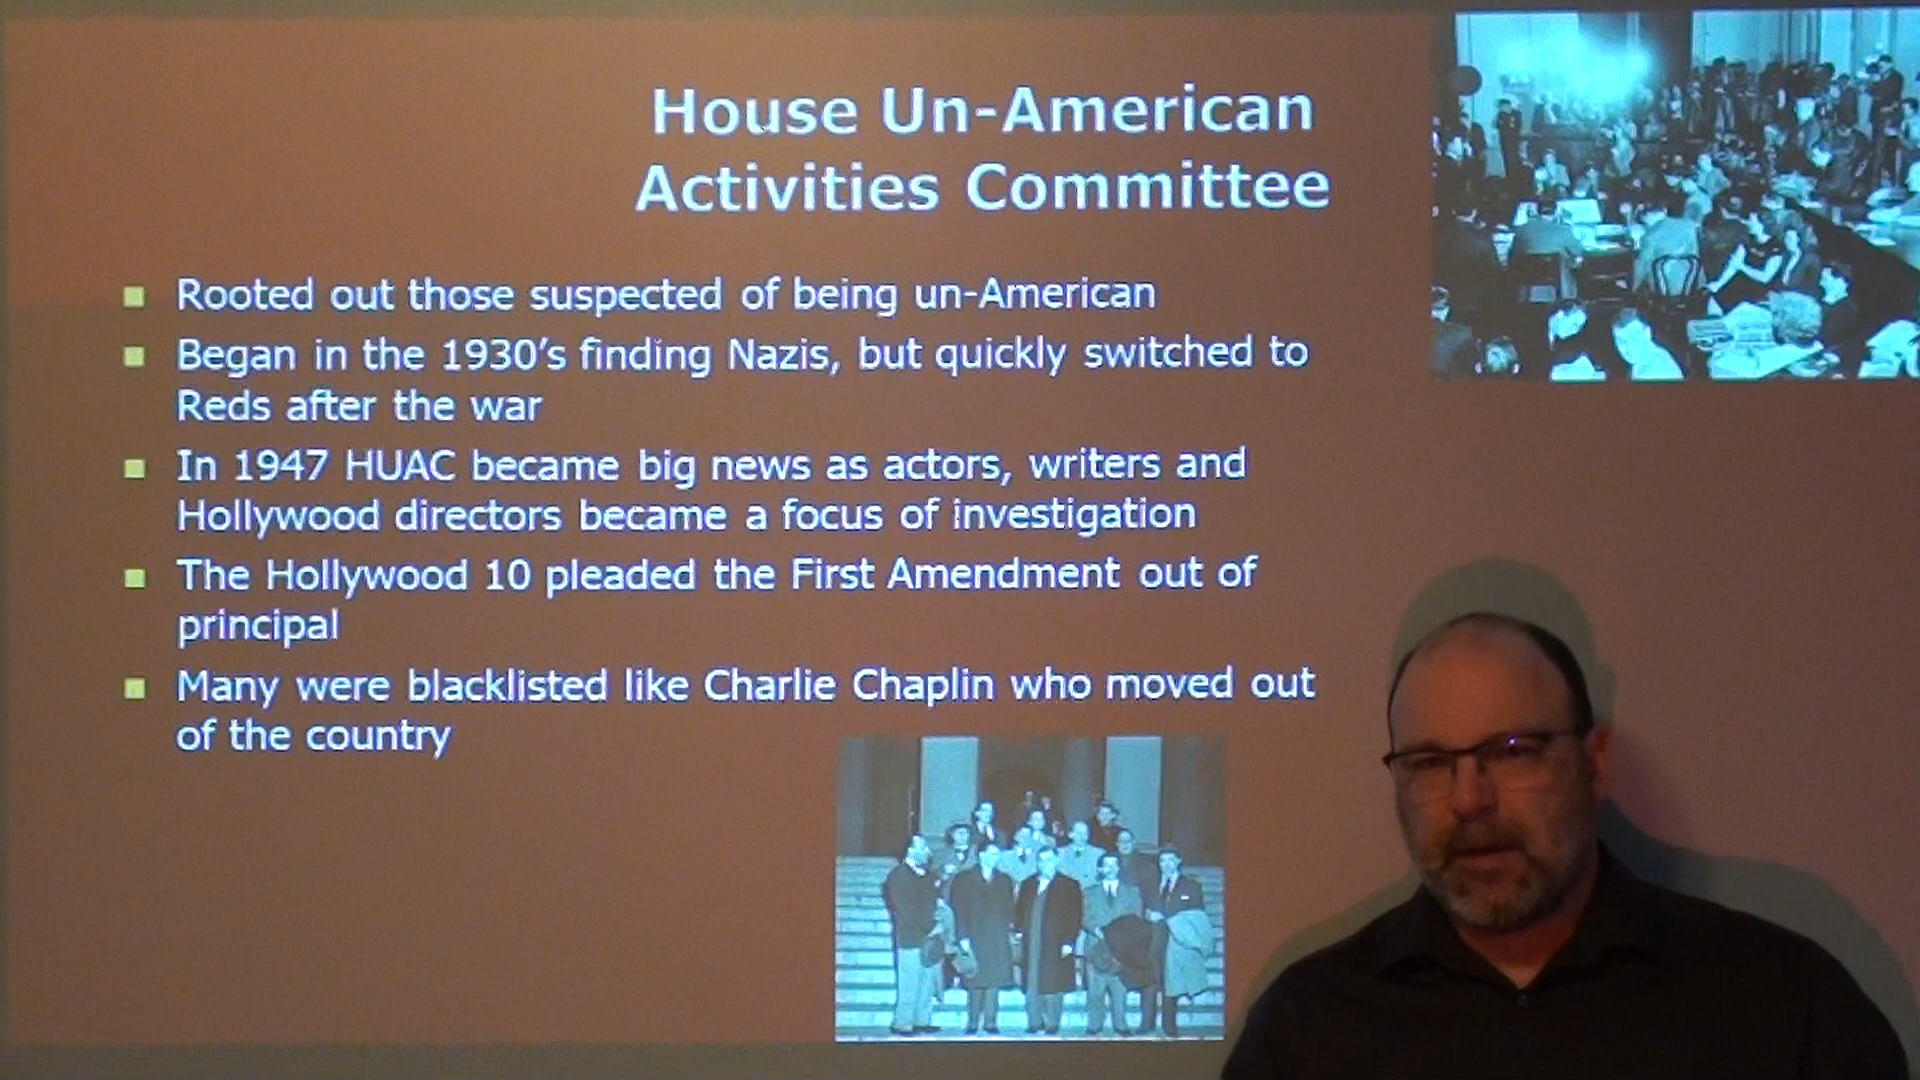 House Un-American
Activities Committee
Rooted out those suspected of being un-American
Began in the 1930’s finding Nazis, but quickly switched to
Reds after the war
In 1947 HUAC became big news as actors, writers and
Hollywood directors became a focus of investigation
The Hollywood 10 pleaded the First Amendment out of
principal
Many were blacklisted like Charlie Chaplin who moved out
of the country